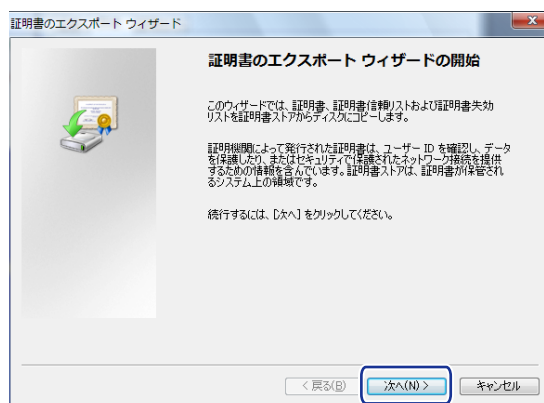 証明書のエクスポート ウィザード
証明書のエクスポート ウィザードの開始
このウィザードでは、証明書、証明書信頼リストおよび証明書失効
リストを証明書ストアからディスクにコピーします。
証明機関によって発行された証明書は、ユーザー ID を確認し、データ
を保護したり、またはセキュリティで保護されたネットワーク接続を提供
するための情報を含んでいます。証明書ストアは、証明書が保管され
るシステム上の領域です。
続行するには、[次へ] をクリックしてください。
< 戻る(B) 次へ(N) > キャンセル